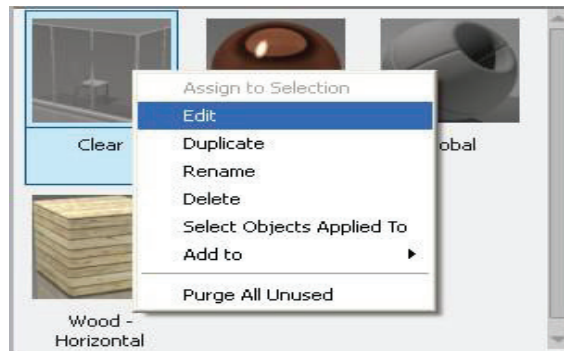 Assign to Selection
Edit
Clear
Duplicate
obal
Rename
Delete
Select Objects Applied To
Add to
Purge All Unused
Wood -
Horizontal